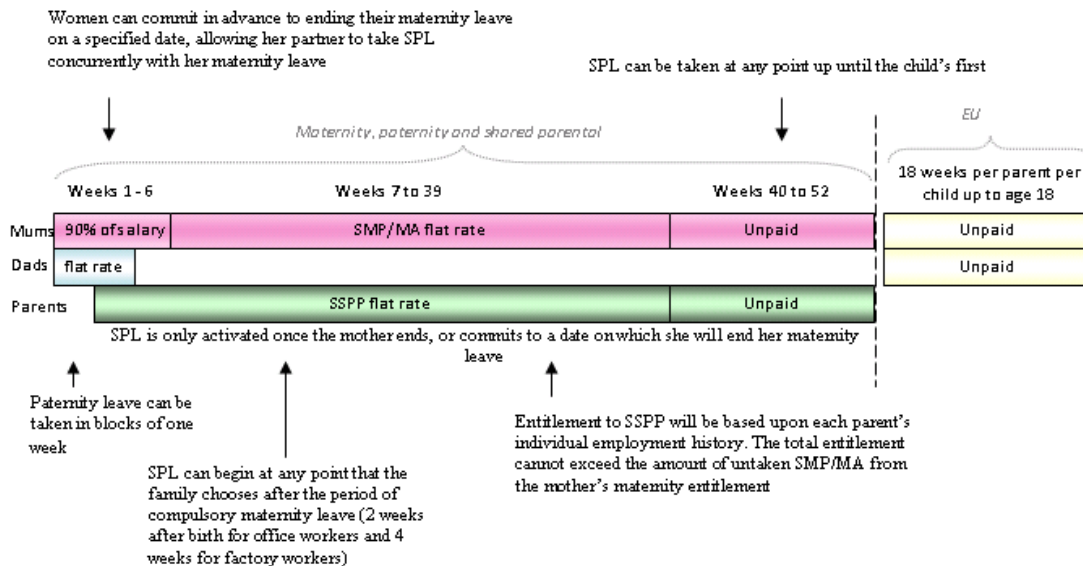 Women can commit in advance to ending their maternity leave
on a specified date, allowing her partner to take SPL
concurrently with her maternity leave
SPL can be taken at any point up until the child's first
Maternity, paternity and shared parental
EU
Weeks 1 - 6
Weeks 7 to 39
Weeks 40 to 52
18 weeks per parent per
child up to age 18
Mums
90% of salary
SMP/MA flat rate
Unpaid
Unpaid
Dads
flat rate
Unpaid
Parents
SSPP flat rate
Unpaid
SPL is only activated once the mother ends, or commits to a date on which she will end her maternity
leave
Paternity leave can be
taken in blocks of one
week
SPL can begin at any point that the
family chooses after the period of
compulsory maternity leave (2 weeks
after birth for office workers and 4
weeks for factory workers)
Entitlement to SSPP will be based upon each parent's
individual employment history. The total entitlement
cannot exceed the amount of untaken SMP/MA from
the mother's maternity entitlement